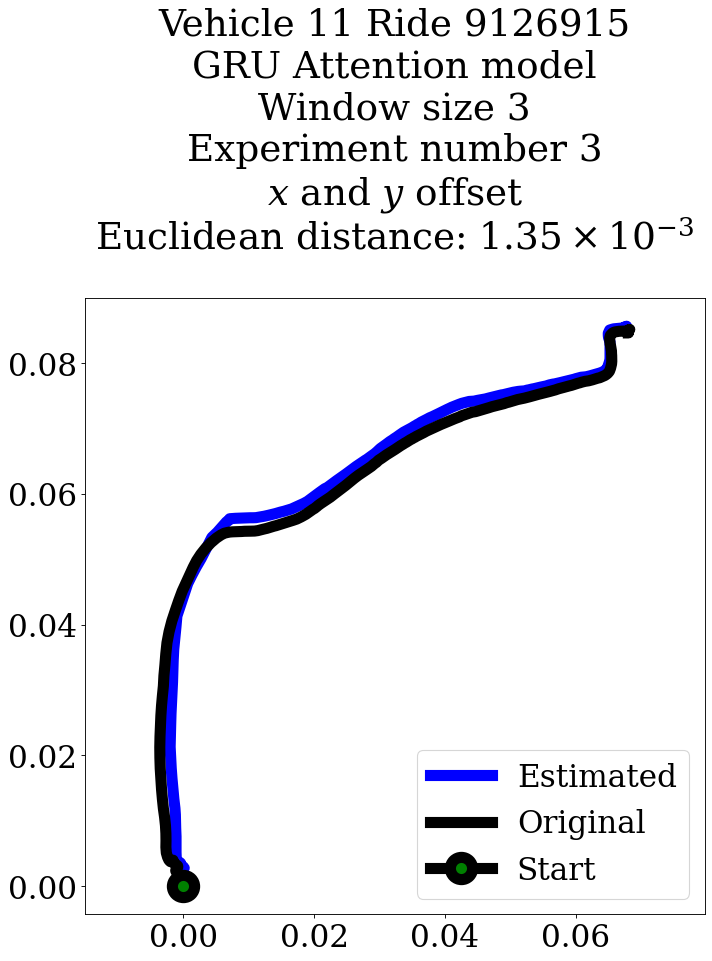 Vehicle 11 Ride 9126915
GRU Attention model
Window size 3
Experiment number 3
x and y offset
Euclidean distance: 1.35 × 10⁻³
0.08
0.06
0.04
0.02
0.00
Estimated
Original
Start
0.00 0.02 0.04 0.06